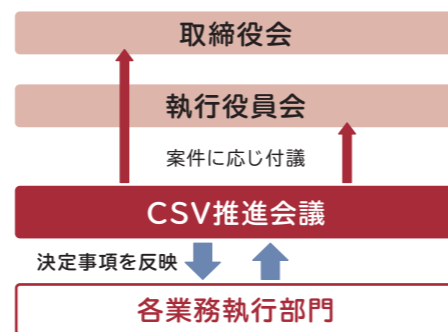 取締役会
執行役員会
案件に応じ付議
CSV推進会議
決定事項を反映
各業務執行部門